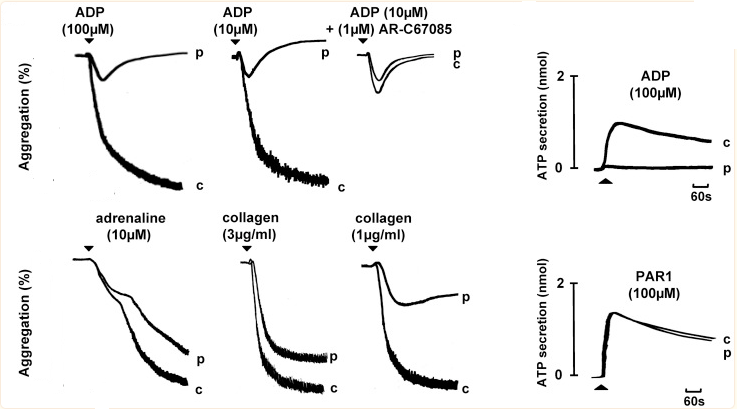 ADP
(100µM)
ADP
(10µM)
ADP (10µM)
+ (1µM) AR-C67085
Aggregation (%)
p
c
p
c
p
c
ATP secretion (nmol)
2
0
ADP
(100µM)
c
p
60s
adrenaline
(10µM)
collagen
(3µg/ml)
collagen
(1µg/ml)
Aggregation (%)
p
c
p
c
p
c
ATP secretion (nmol)
2
0
PAR1
(100µM)
c
p
60s